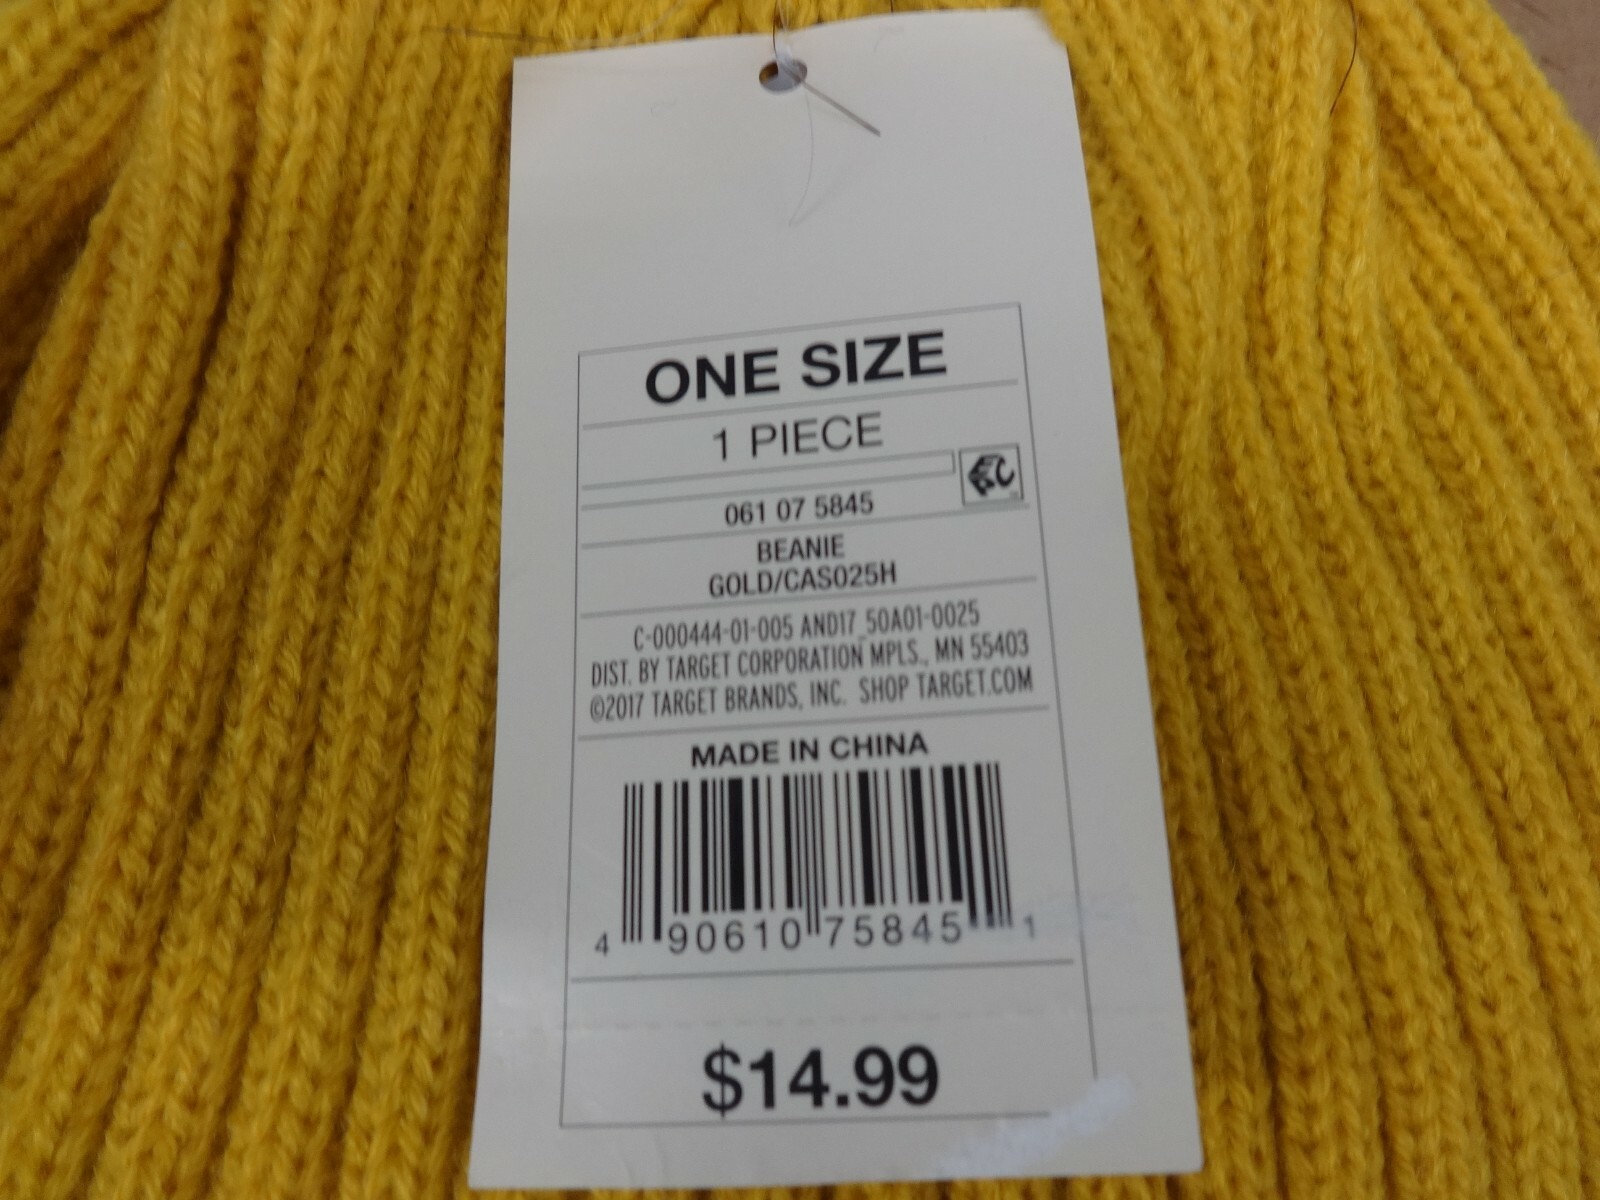 ONE SIZE
1 PIECE
061 07 5845
BEANIE
GOLD/CAS025H
C-000444-01-005 AND17_50A01-0025
DIST. BY TARGET CORPORATION MPLS., MN 55403
©2017 TARGET BRANDS, INC. SHOP TARGET.COM
MADE IN CHINA
4 90610 75845 1
$14.99